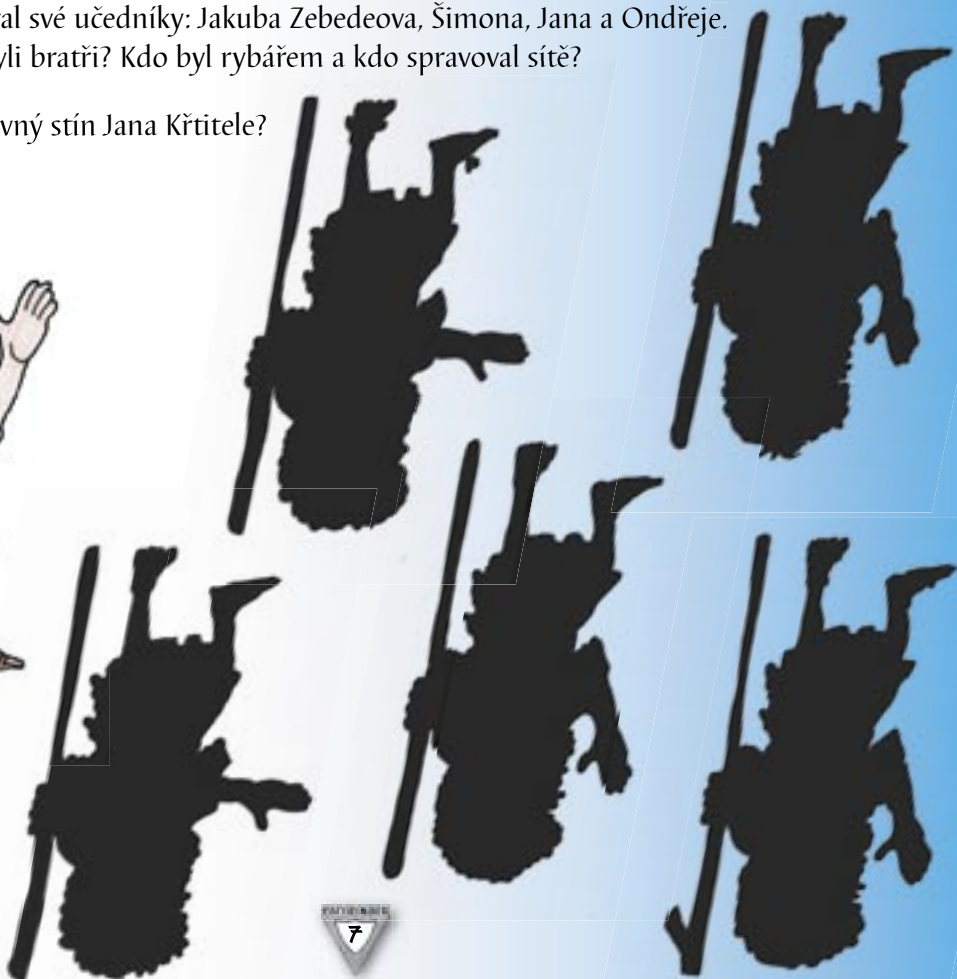 al své učedníky: Jakuba Zebedeova, Šimona, Jana a Ondřeje.
yli bratři? Kdo byl rybářem a kdo spravoval sítě?
vný stín Jana Křtitele?
7